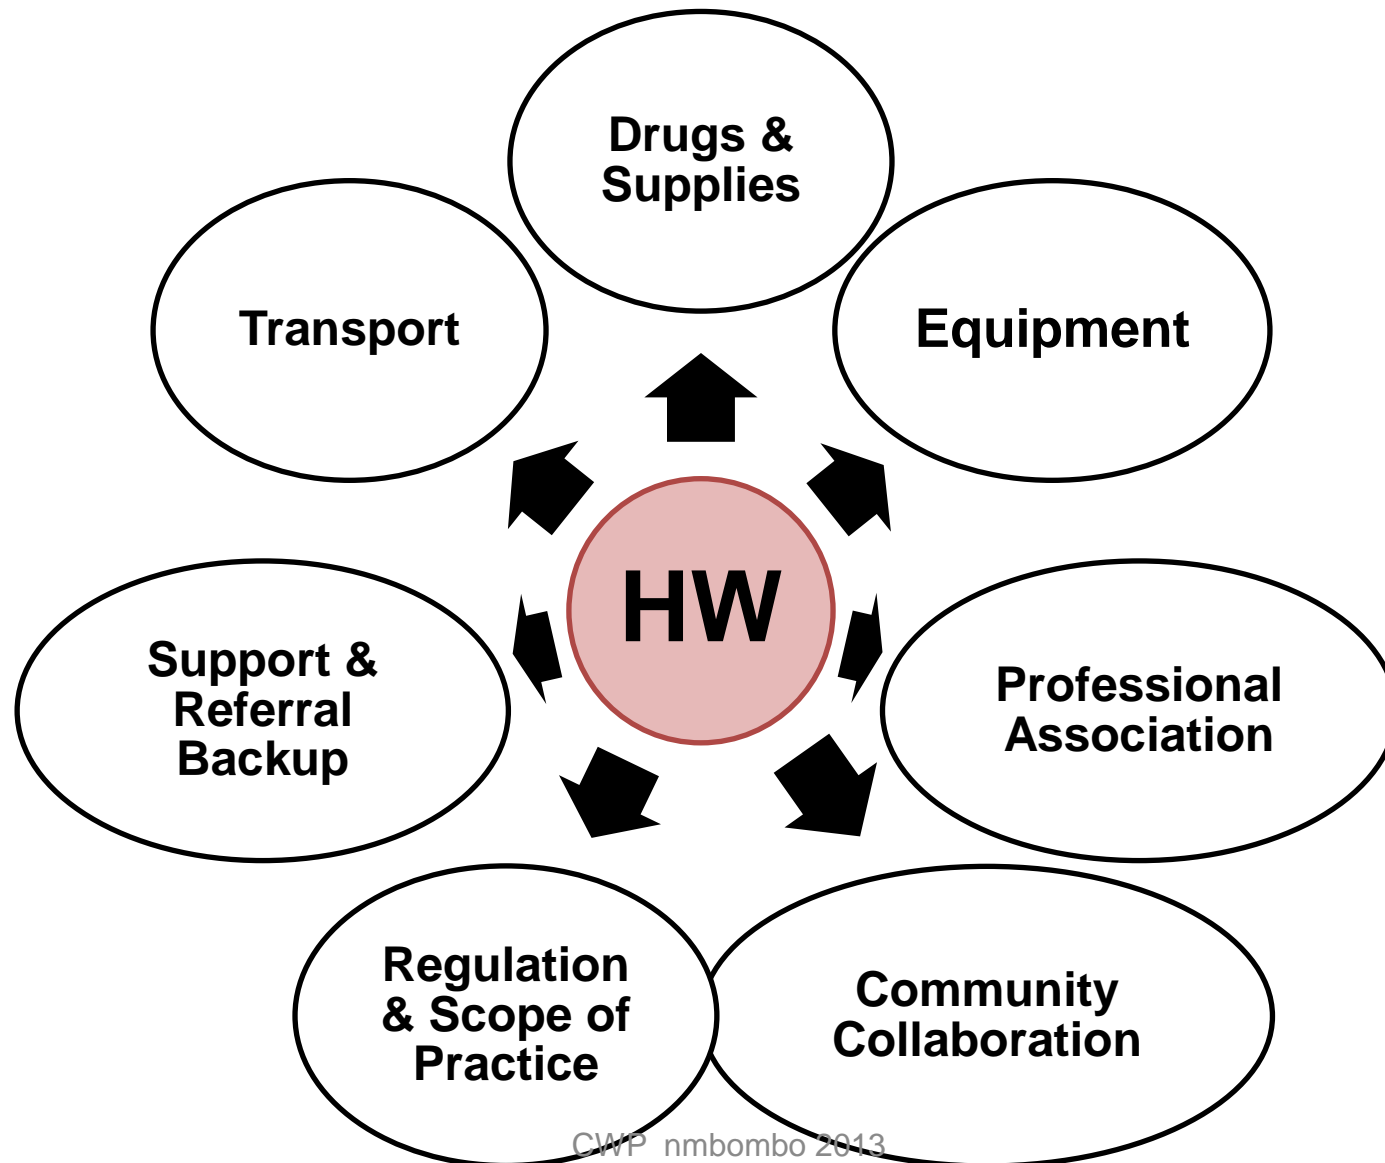 Drugs &
Supplies
Transport
Equipment
HW
Support &
Referral
Backup
Professional
Association
Regulation
& Scope of
Practice
Community
Collaboration
CWP nmbombo 2013